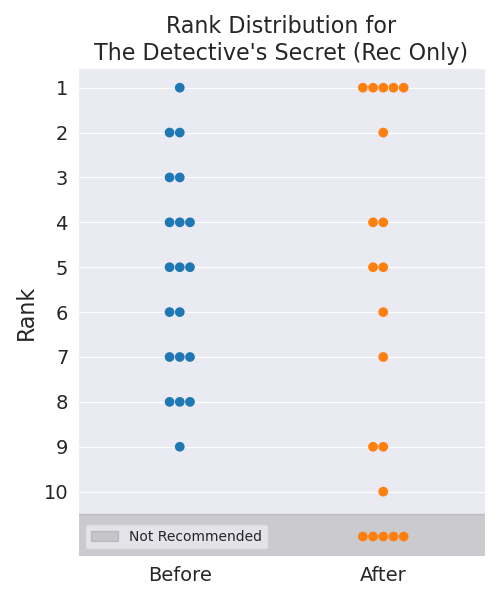 Rank Distribution for
The Detective's Secret (Rec Only)
1
2
3
4
5
6
7
8
9
10
Rank
Not Recommended
Before After